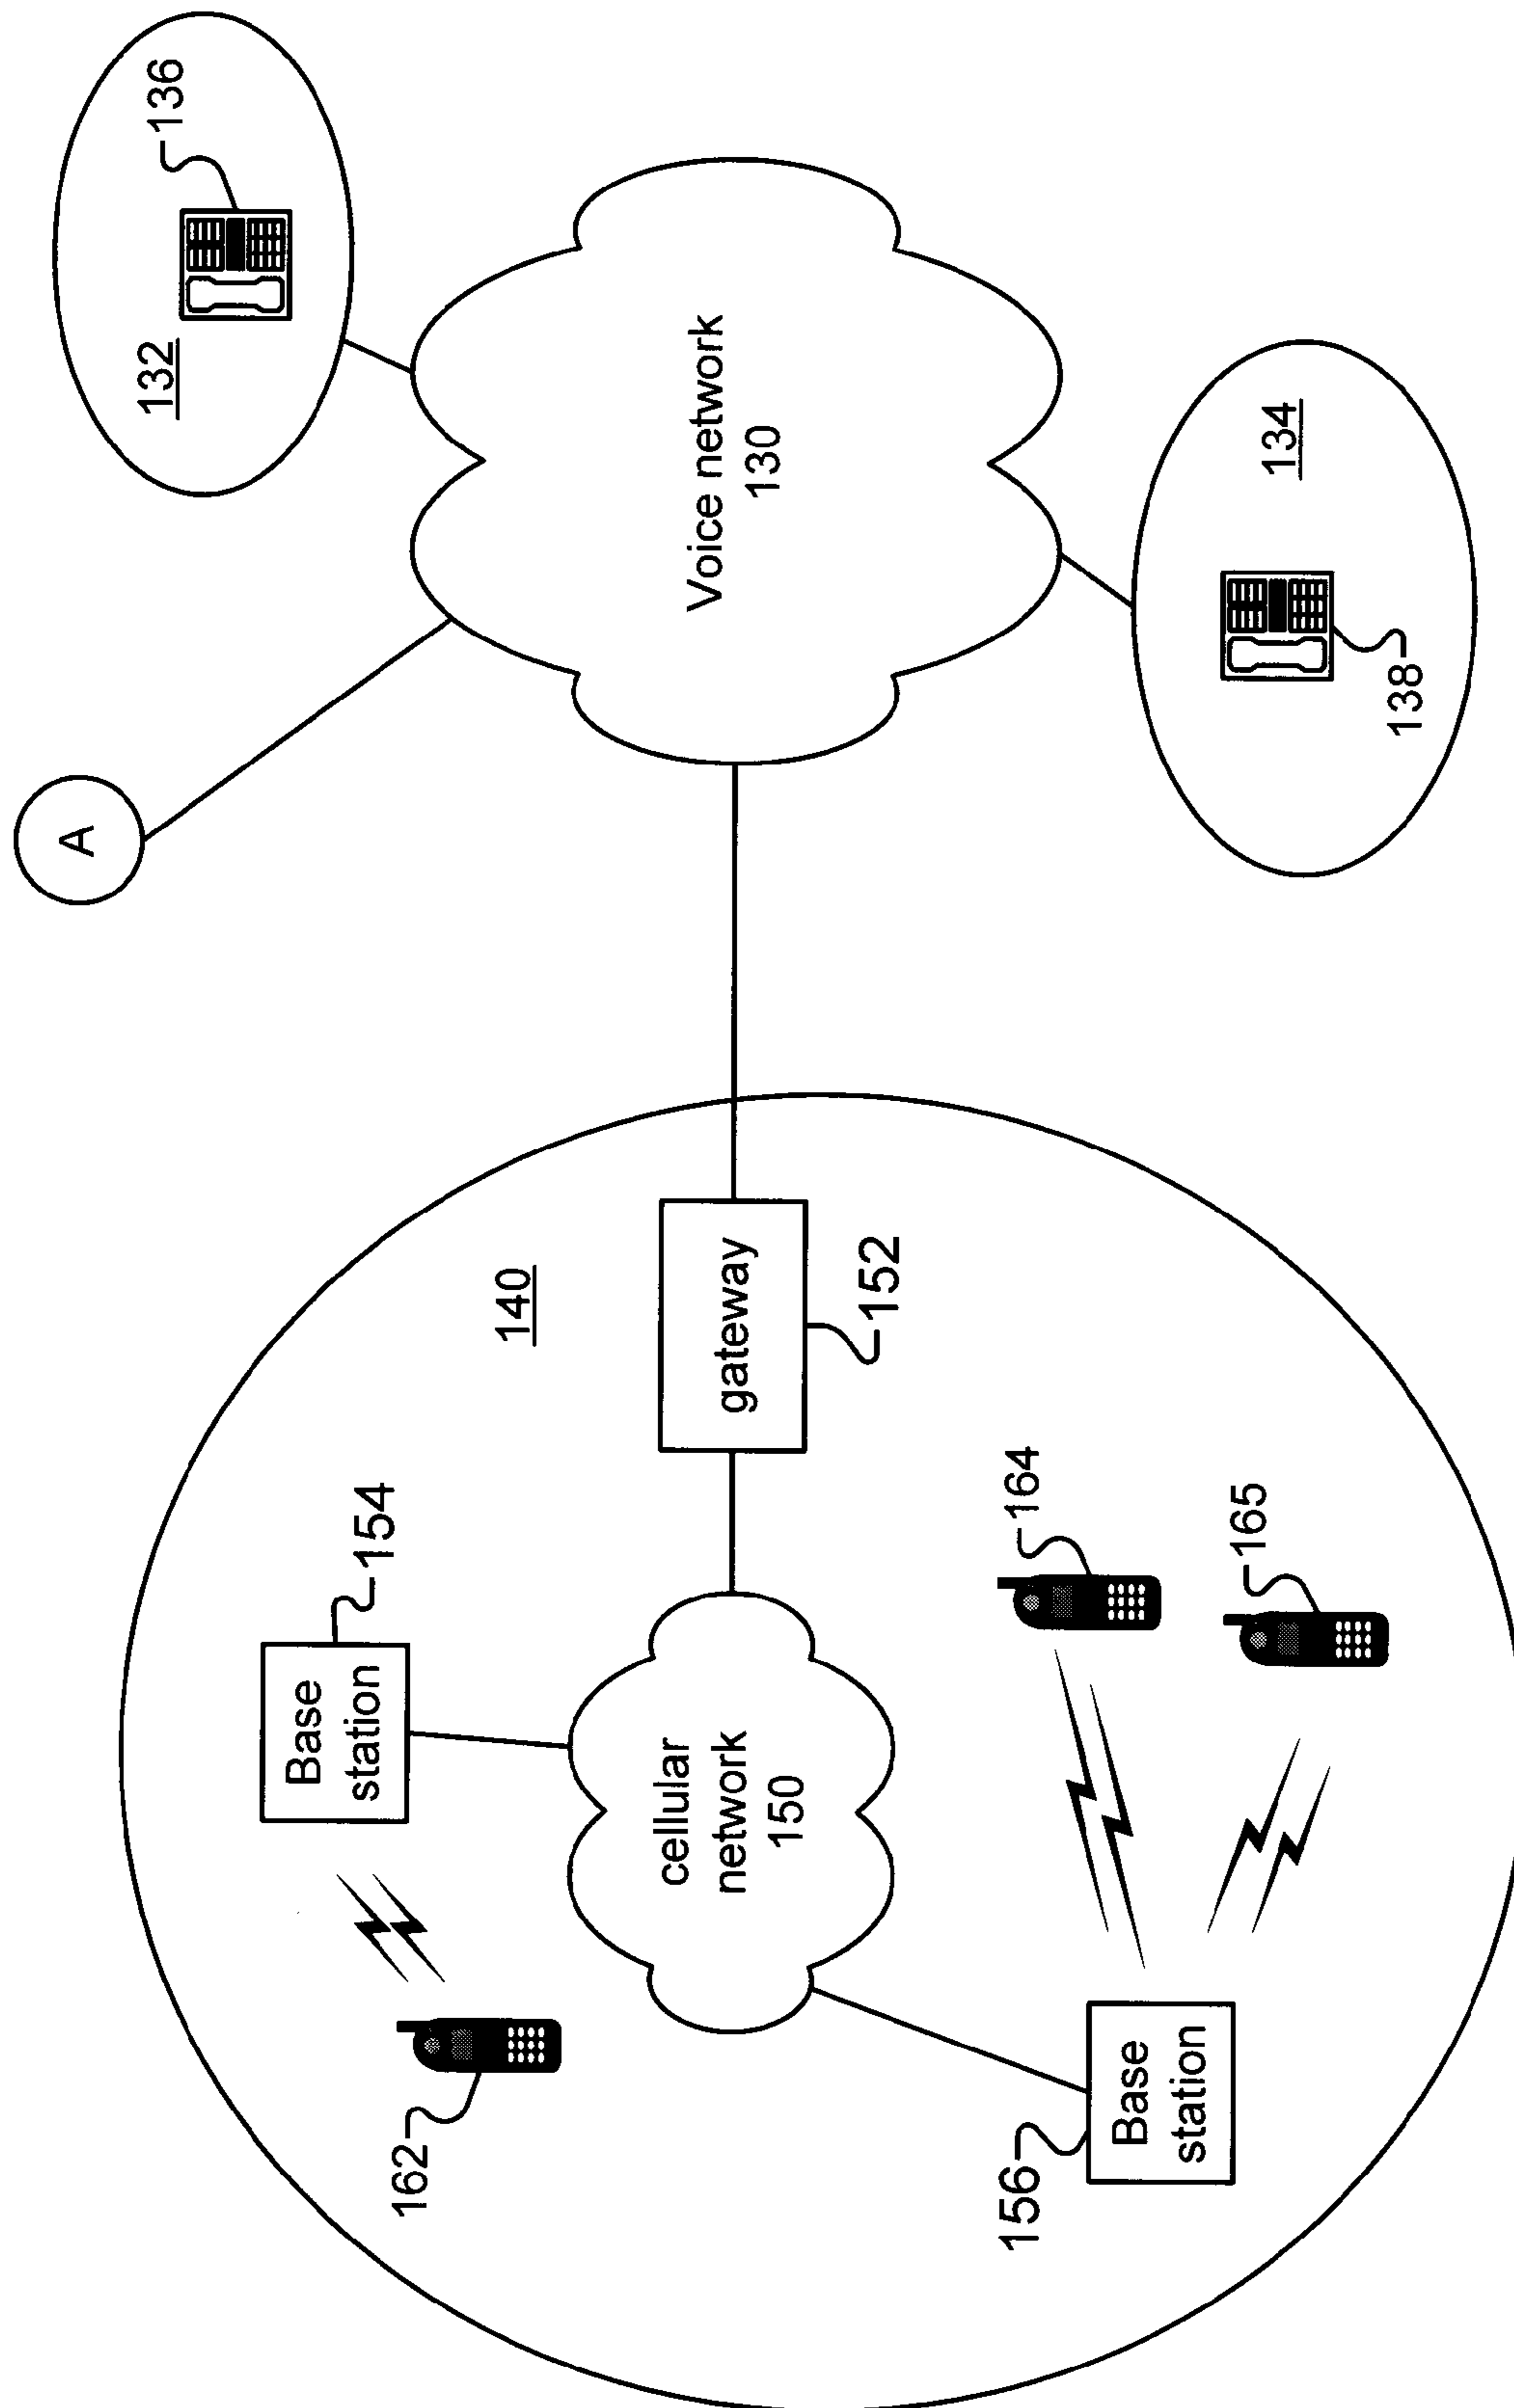 A
132
136
Voice network
130
134
138
140
gateway
152
Base
station
154
cellular
network
150
162
164
165
Base
station
156